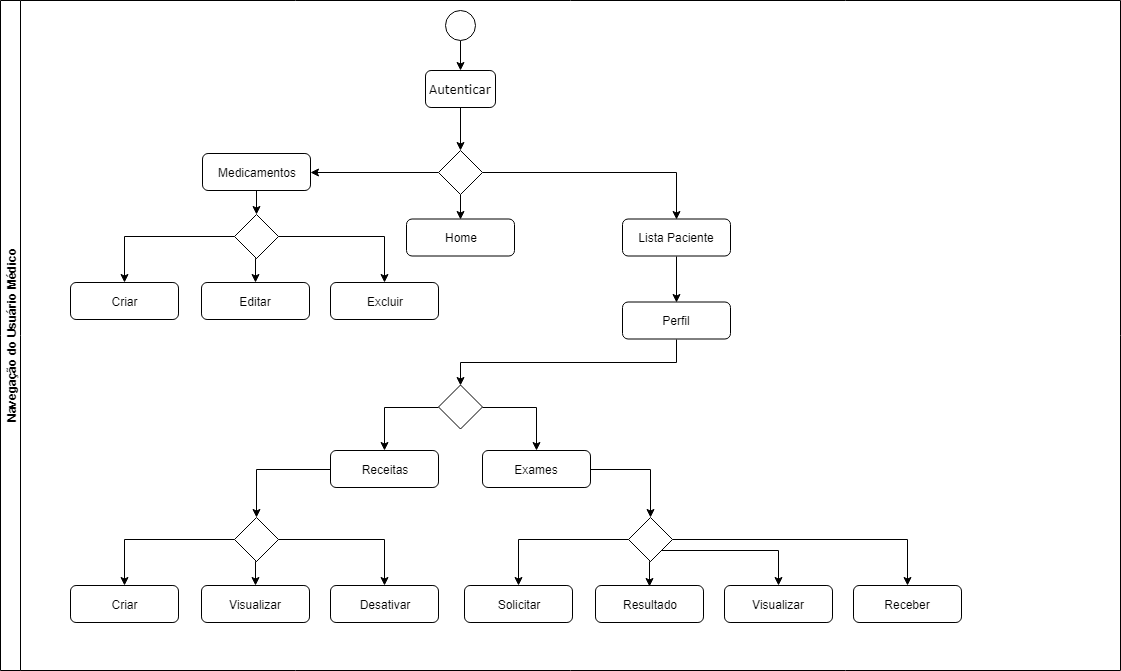 Navegação do Usuário Médico
Autenticar
Medicamentos
Home
Lista Paciente
Criar
Editar
Excluir
Perfil
Receitas
Exames
Criar
Visualizar
Desativar
Solicitar
Resultado
Visualizar
Receber